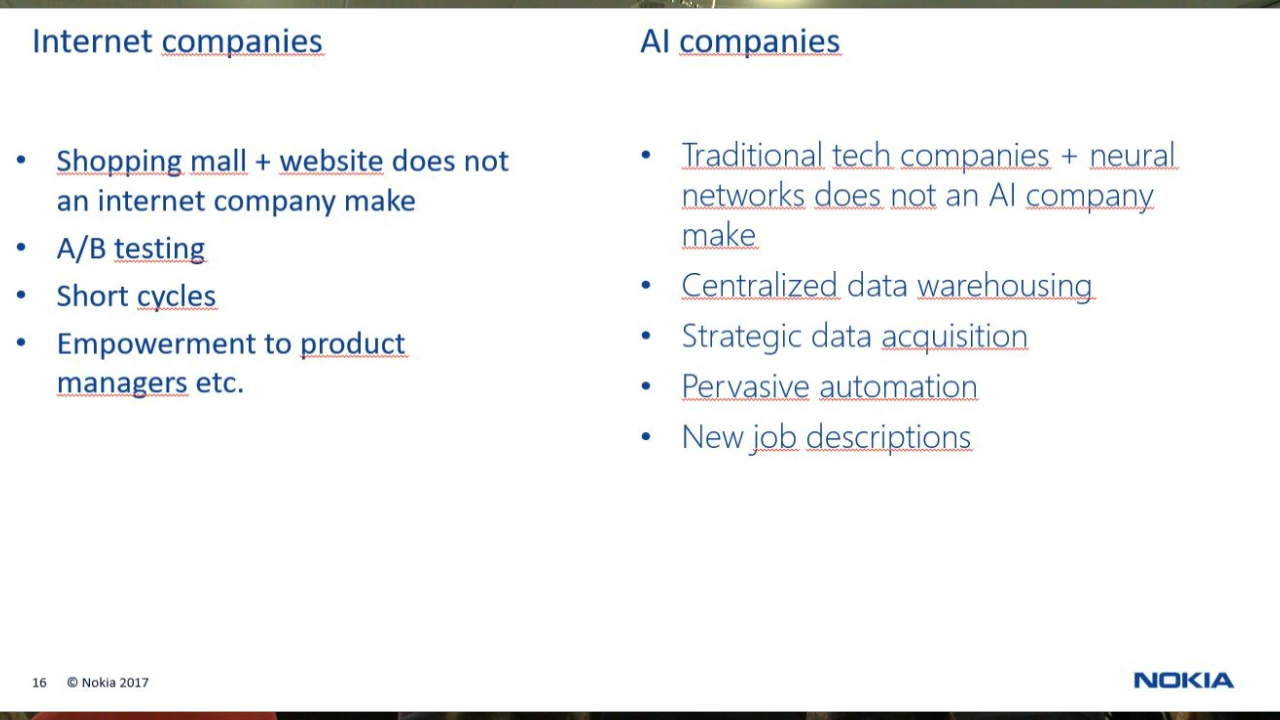 Internet companies
Shopping mall + website does not
an internet company make
A/B testing
Short cycles
Empowerment to product
managers etc.
AI companies
Traditional tech companies + neural
networks does not an AI company
make
Centralized data warehousing
Strategic data acquisition
Pervasive automation
New job descriptions
16 © Nokia 2017
NOKIA